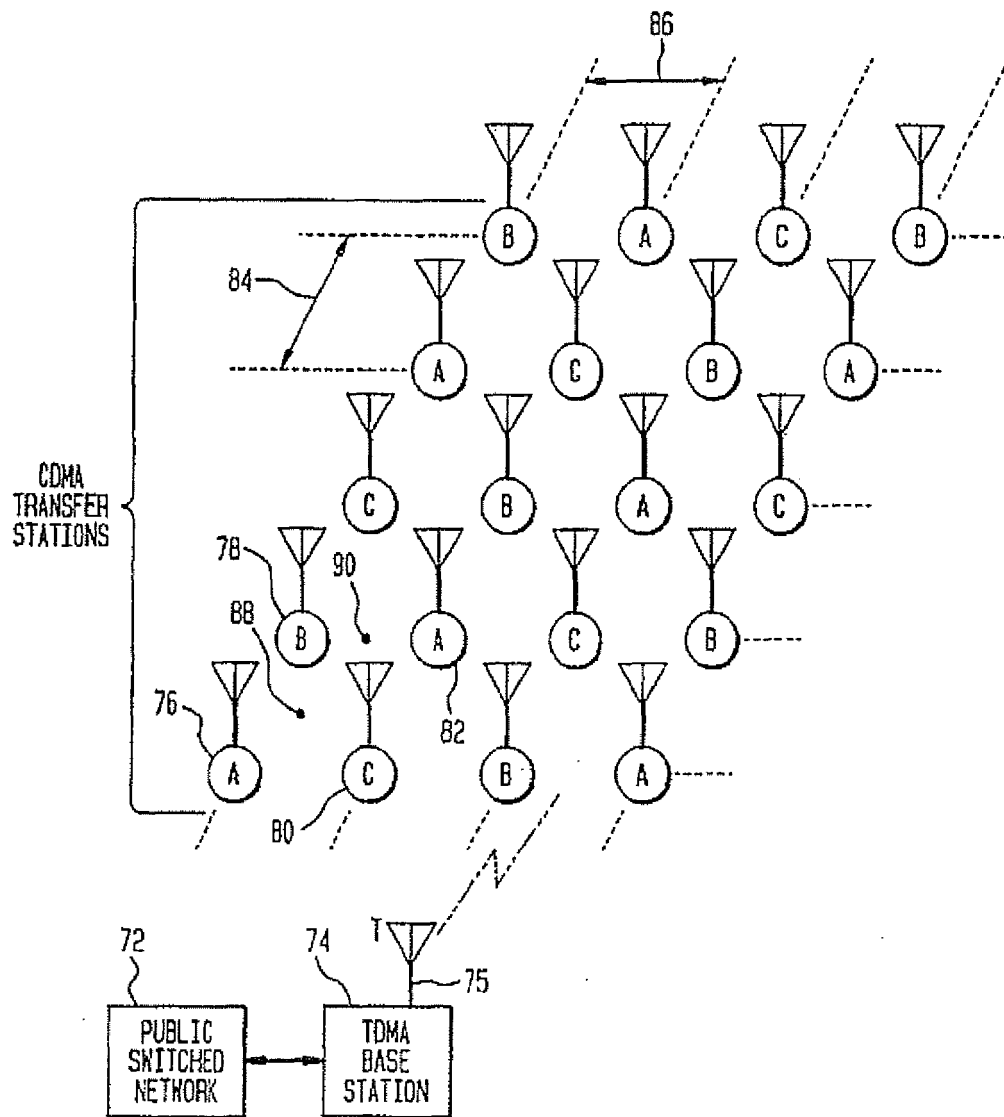 86
B A C B
84
A G B A
CDMA
TRANSFER
STATIONS
C B A C
78
90
88
B A C B
76
82
A C B A
80
T
72
74
75
PUBLIC
SWITCHED
NETWORK
TDMA
BASE
STATION